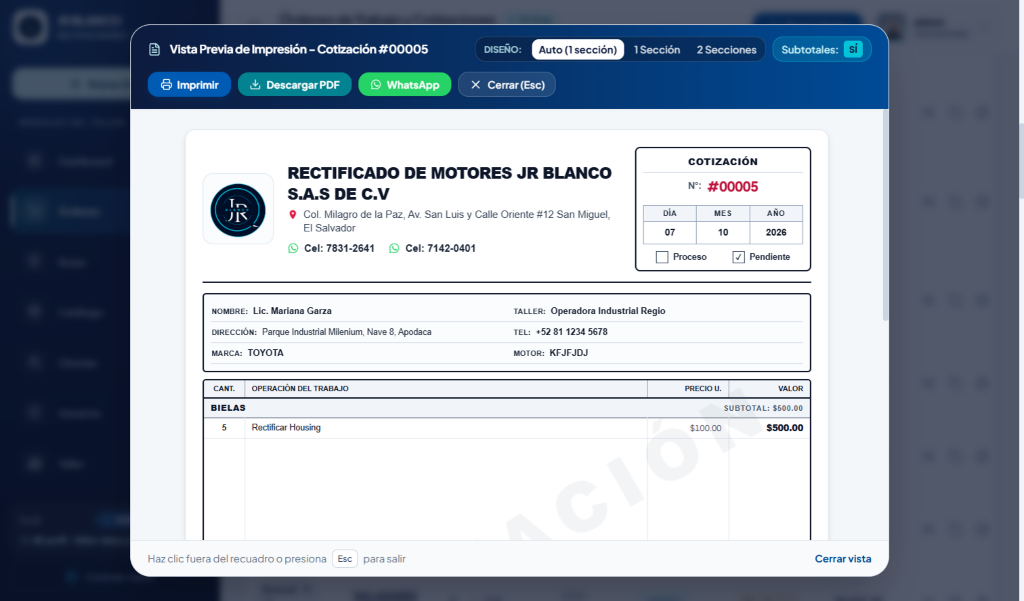 Vista Previa de Impresión – Cotización #00005
DISEÑO: Auto (1 sección) 1 Sección 2 Secciones Subtotales: SÍ
Imprimir Descargar PDF WhatsApp Cerrar (Esc)
JR
RECTIFICADO DE MOTORES JR BLANCO
S.A.S DE C.V
Col. Milagro de la Paz, Av. San Luis y Calle Oriente #12 San Miguel,
El Salvador
Cel: 7831-2641 Cel: 7142-0401
COTIZACIÓN
N°: #00005
DÍA MES AÑO
07 10 2026
Proceso Pendiente
NOMBRE: Lic. Mariana Garza TALLER: Operadora Industrial Regio
DIRECCIÓN: Parque Industrial Milenium, Nave 8, Apodaca TEL: +52 81 1234 5678
MARCA: TOYOTA MOTOR: KFJFJDJ
CANT. OPERACIÓN DEL TRABAJO PRECIO U. VALOR
BIELAS SUBTOTAL: $500.00
5 Rectificar Housing $100.00 $500.00
ACIÓN
Haz clic fuera del recuadro o presiona Esc para salir
Cerrar vista